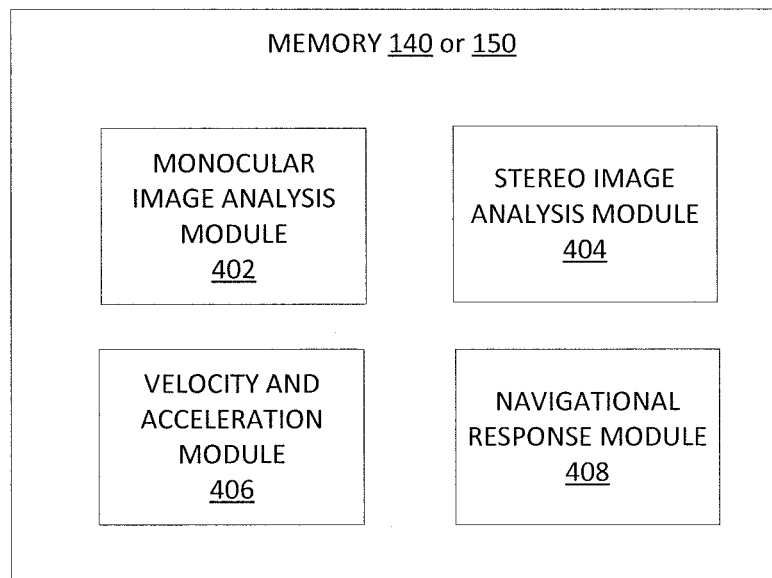 MEMORY 140 or 150
MONOCULAR
IMAGE ANALYSIS
MODULE
402
STEREO IMAGE
ANALYSIS MODULE
404
VELOCITY AND
ACCELERATION
MODULE
406
NAVIGATIONAL
RESPONSE MODULE
408